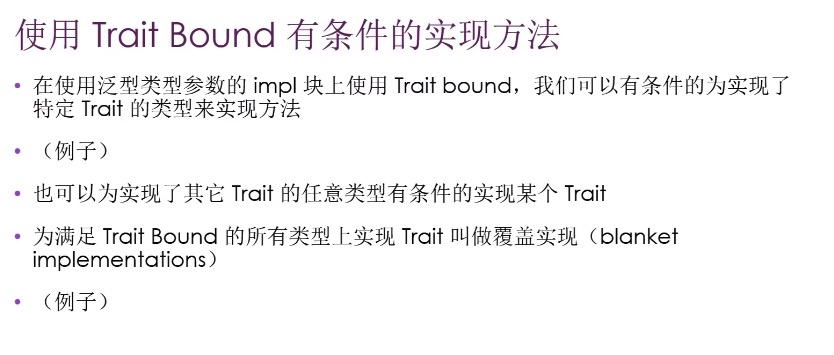 使用 Trait Bound 有条件的实现方法
• 在使用泛型类型参数的 impl 块上使用 Trait bound，我们可以有条件的为实现了
特定 Trait 的类型来实现方法
• （例子）
• 也可以为实现了其它 Trait 的任意类型有条件的实现某个 Trait
• 为满足 Trait Bound 的所有类型上实现 Trait 叫做覆盖实现（blanket
implementations）
• （例子）